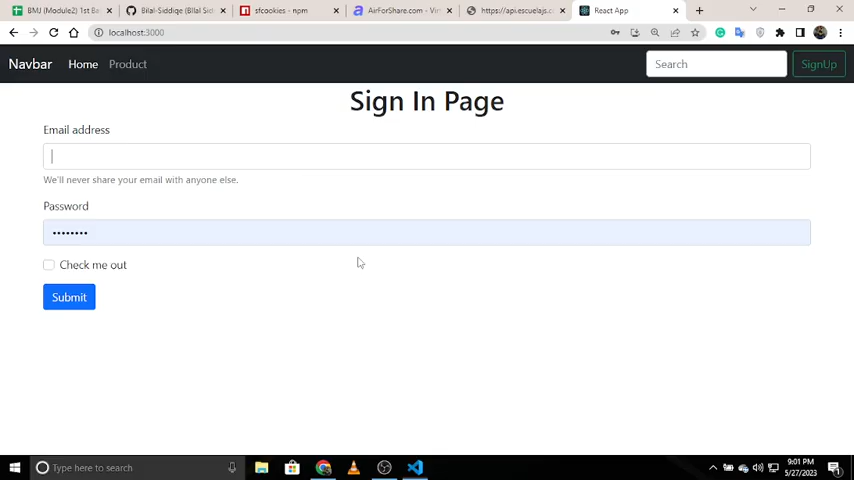 BMJ (Module2) 1st Ba
Bilal-Siddiqe (Bilal Sid
sfcookies - npm
AirForShare.com - Vir
https://api.escuelajs.c
React App
localhost:3000
Navbar Home Product Search SignUp
Sign In Page
Email address
We'll never share your email with anyone else.
Password
Check me out
Submit
Type here to search
9:01 PM
5/27/2023
1